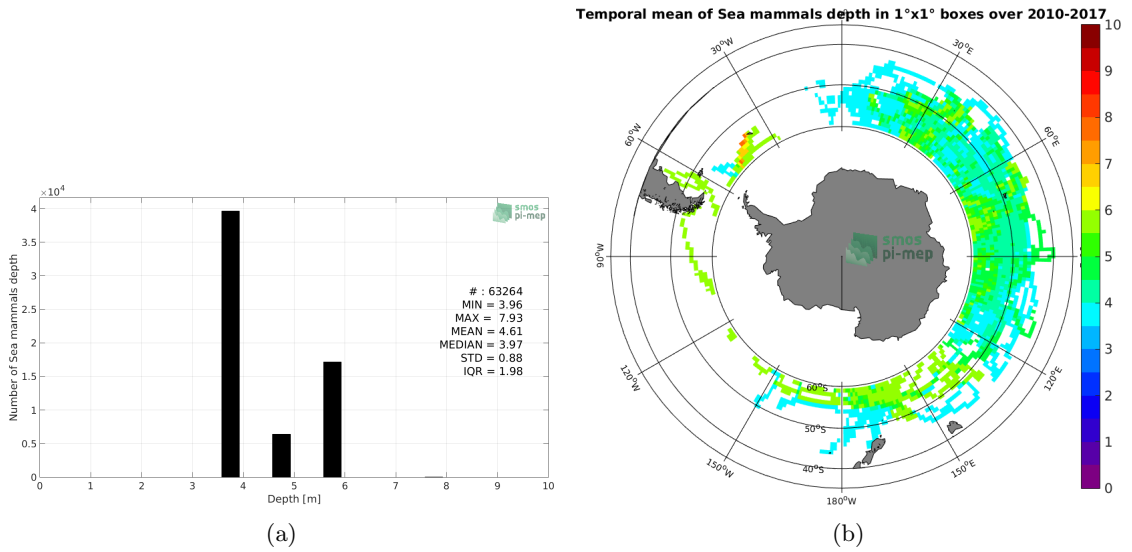 Temporal mean of Sea mammals depth in 1°x1° boxes over 2010-2017
×10⁴
4
3.5
3
2.5
2
1.5
1
0.5
0
Number of Sea mammals depth
smos
pi-mep
# : 63264
MIN = 3.96
MAX = 7.93
MEAN = 4.61
MEDIAN = 3.97
STD = 0.88
IQR = 1.98
0 1 2 3 4 5 6 7 8 9 10
Depth [m]
(a)
30°W
30°E
60°W
60°E
90°W
120°W
120°E
150°W
150°E
180°W
60°S
50°S
40°S
smos
pi-mep
10
9
8
7
6
5
4
3
2
1
0
(b)